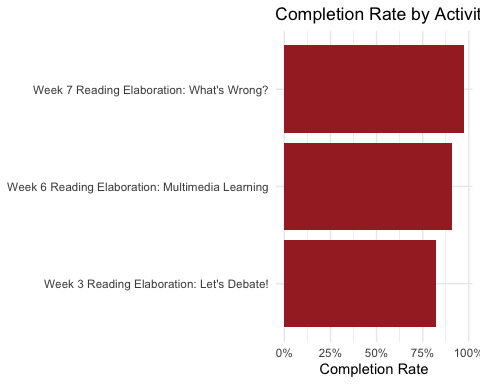 Completion Rate by Activit
Week 7 Reading Elaboration: What's Wrong?
Week 6 Reading Elaboration: Multimedia Learning
Week 3 Reading Elaboration: Let's Debate!
0% 25% 50% 75% 100%
Completion Rate